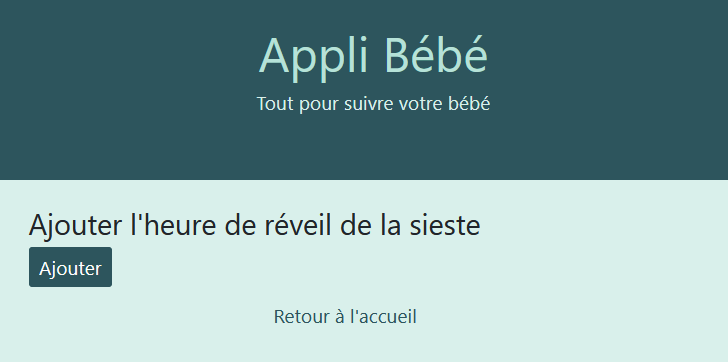 Appli Bébé
Tout pour suivre votre bébé
Ajouter l'heure de réveil de la sieste
Ajouter
Retour à l'accueil